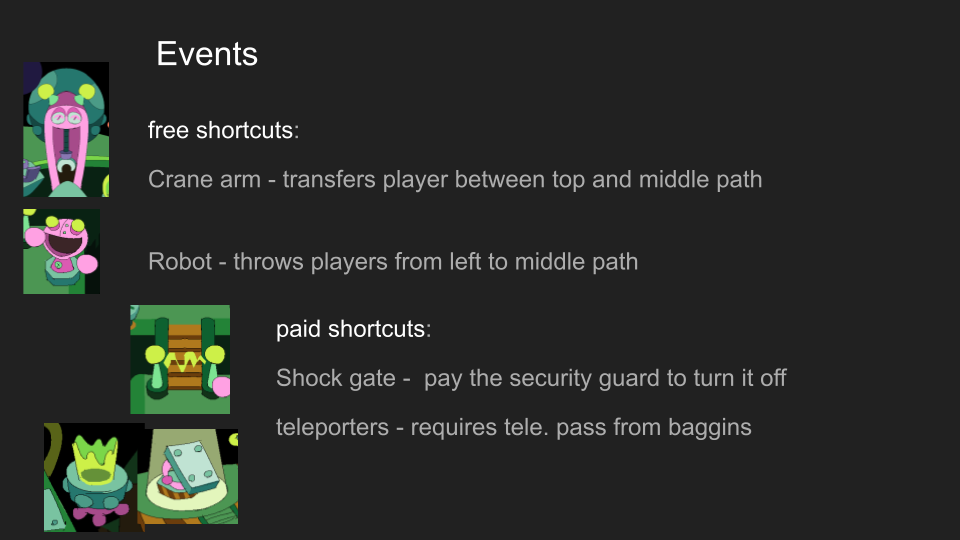 Events
free shortcuts:
Crane arm - transfers player between top and middle path
Robot - throws players from left to middle path
paid shortcuts:
Shock gate -  pay the security guard to turn it off
teleporters - requires tele. pass from baggins